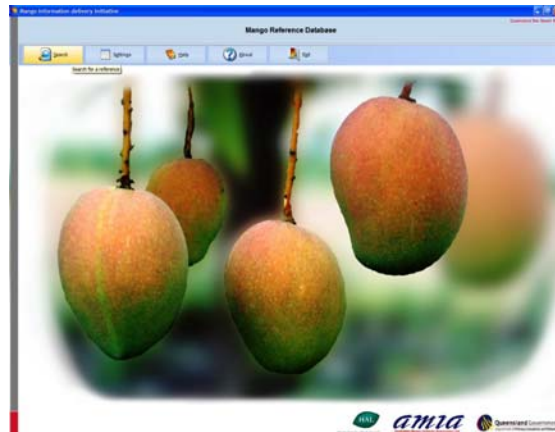 Mango Information delivery Initiative
Mango Reference Database
Search
Settings
Help
About
Exit
Search for a reference
HAL
amia
Queensland Government